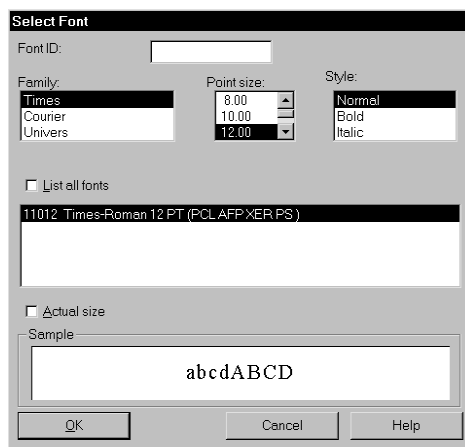 Select Font
Font ID:
Family:
Point size:
Style:
Times
Courier
Univers
8.00
10.00
12.00
Normal
Bold
Italic
List all fonts
11012 Times-Roman 12 PT (PCL AFP XER PS )
Actual size
Sample
abcdABCD
OK
Cancel
Help